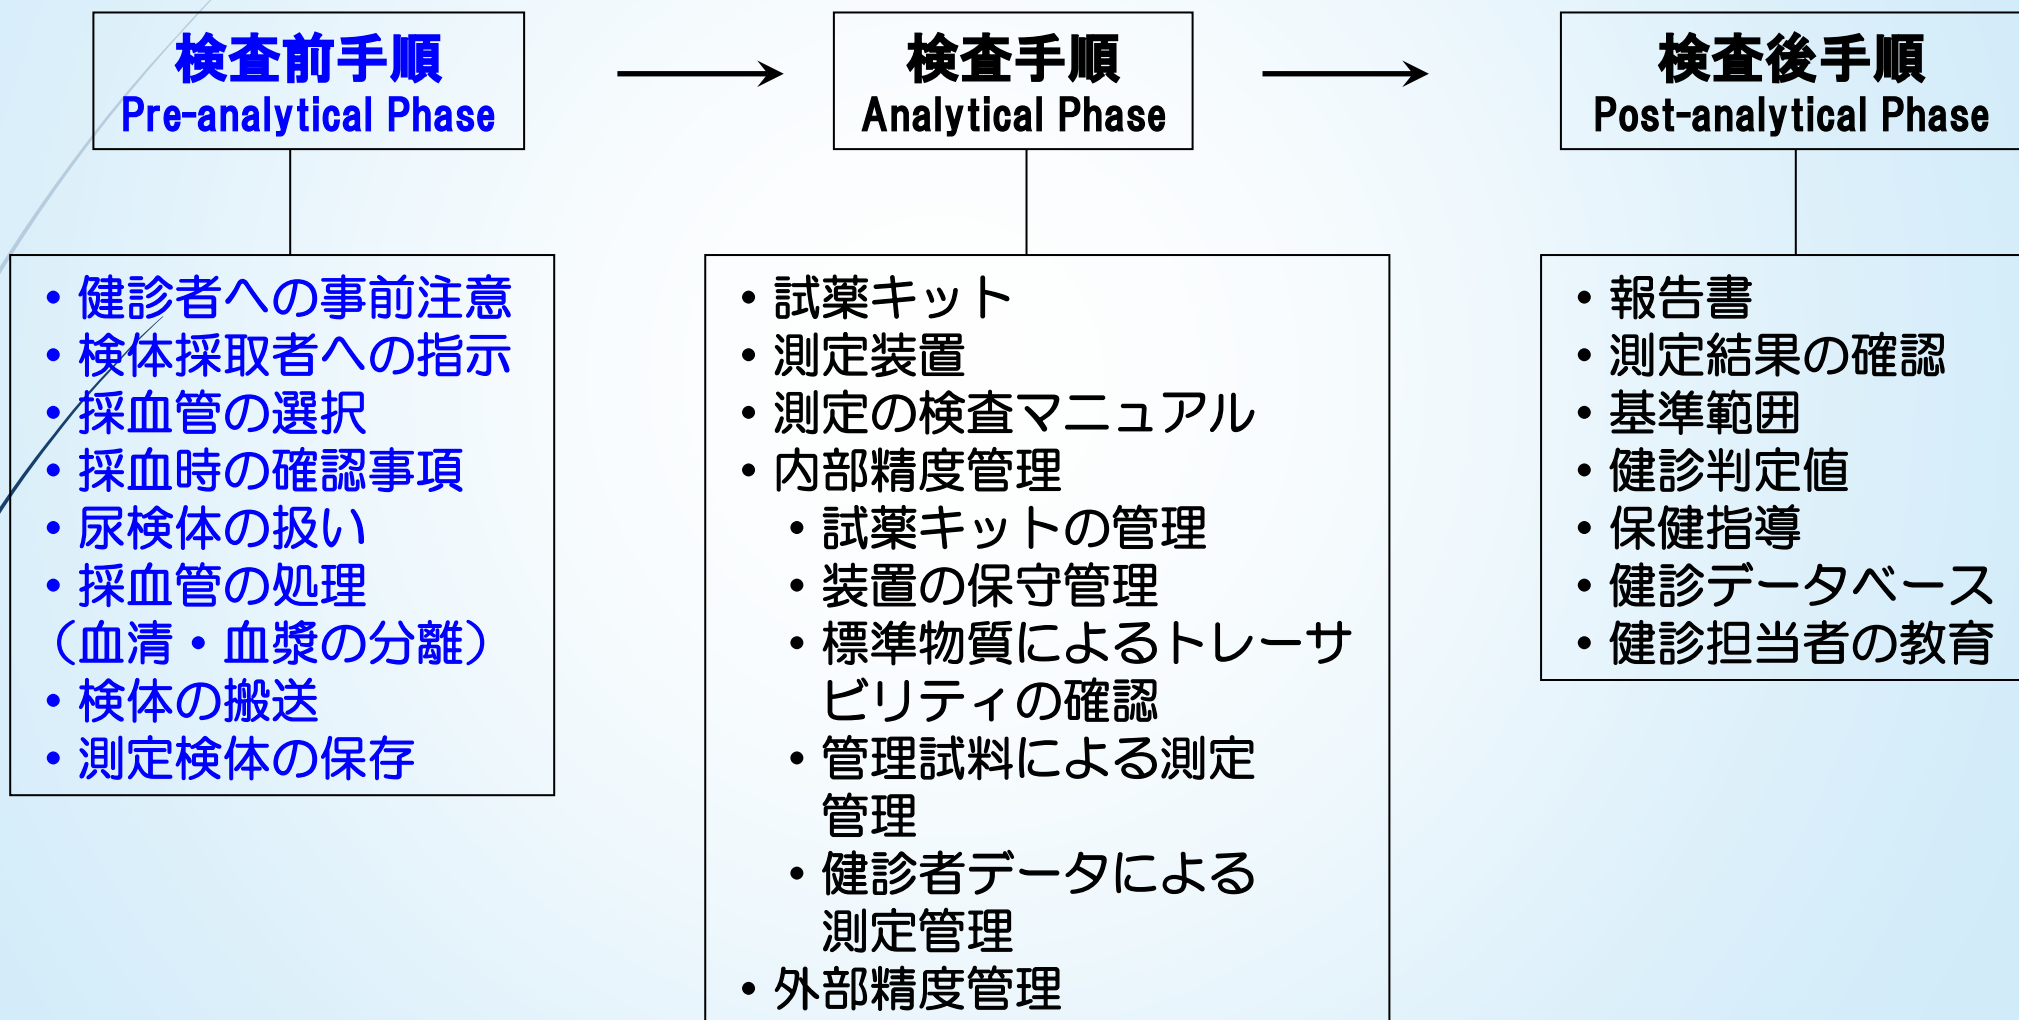 検査前手順
Pre-analytical Phase
・健診者への事前注意
・検体採取者への指示
・採血管の選択
・採血時の確認事項
・尿検体の扱い
・採血管の処理
（血清・血漿の分離）
・検体の搬送
・測定検体の保存
検査手順
Analytical Phase
・試薬キット
・測定装置
・測定の検査マニュアル
・内部精度管理
・試薬キットの管理
・装置の保守管理
・標準物質によるトレーサ
ビリティの確認
・管理試料による測定
管理
・健診者データによる
測定管理
・外部精度管理
検査後手順
Post-analytical Phase
・報告書
・測定結果の確認
・基準範囲
・健診判定値
・保健指導
・健診データベース
・健診担当者の教育